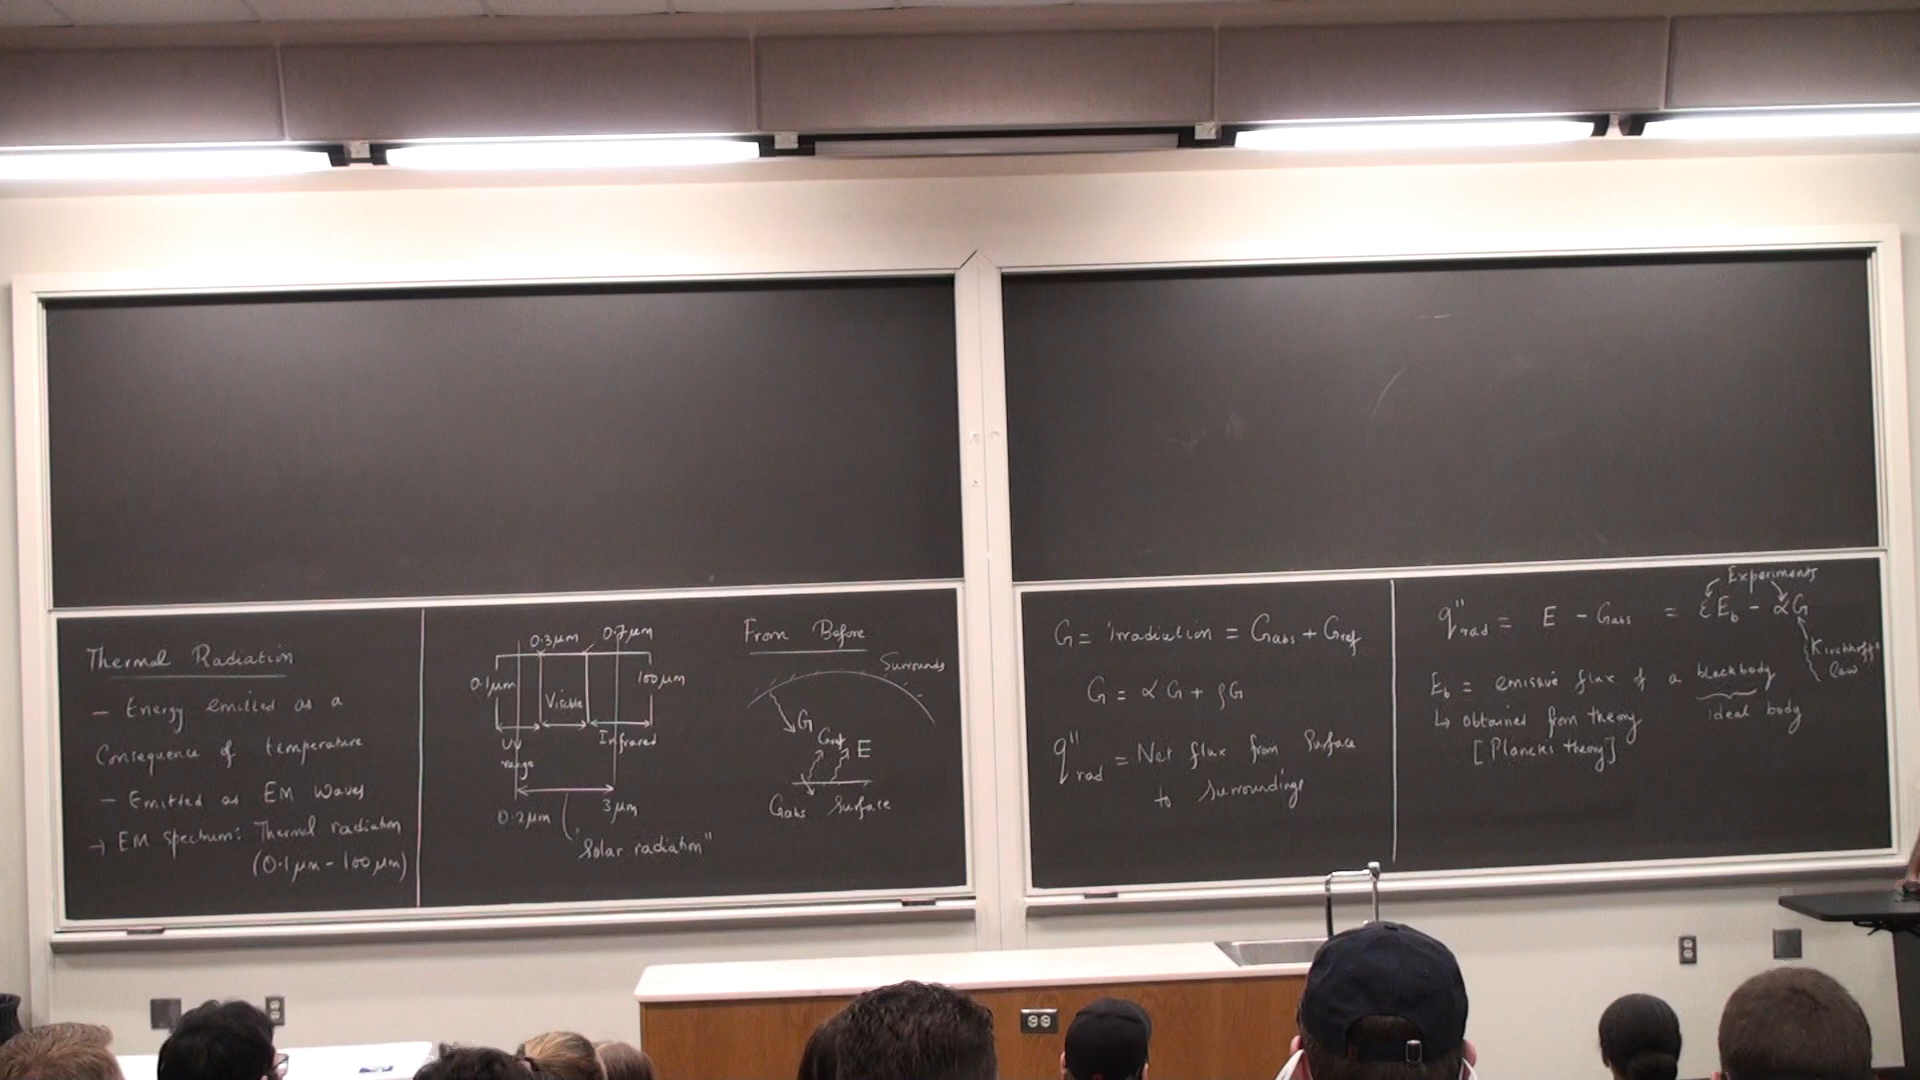 Thermal Radiation
– Energy emitted as a
Consequence of temperature
– Emitted as EM Waves
→ EM Spectrum: Thermal radiation
(0.1μm - 100 μm)
0.3μm 0.7μm
0.1μm 100μm
Visible
UV range
Infrared
0.2μm 3μm
"Solar radiation"
From Before
Surrounds
G
Gref E
Gabs Surface
G = irradiation = Gabs + Gref
G = αG + ρG
q"rad = Net flux from Surface
to Surroundings
Experiments
q"rad = E - Gabs = εEb - αG
Kirchhoff's law
Eb = emissive flux of a blackbody
ideal body
↳ obtained from theory
[Planck's theory]